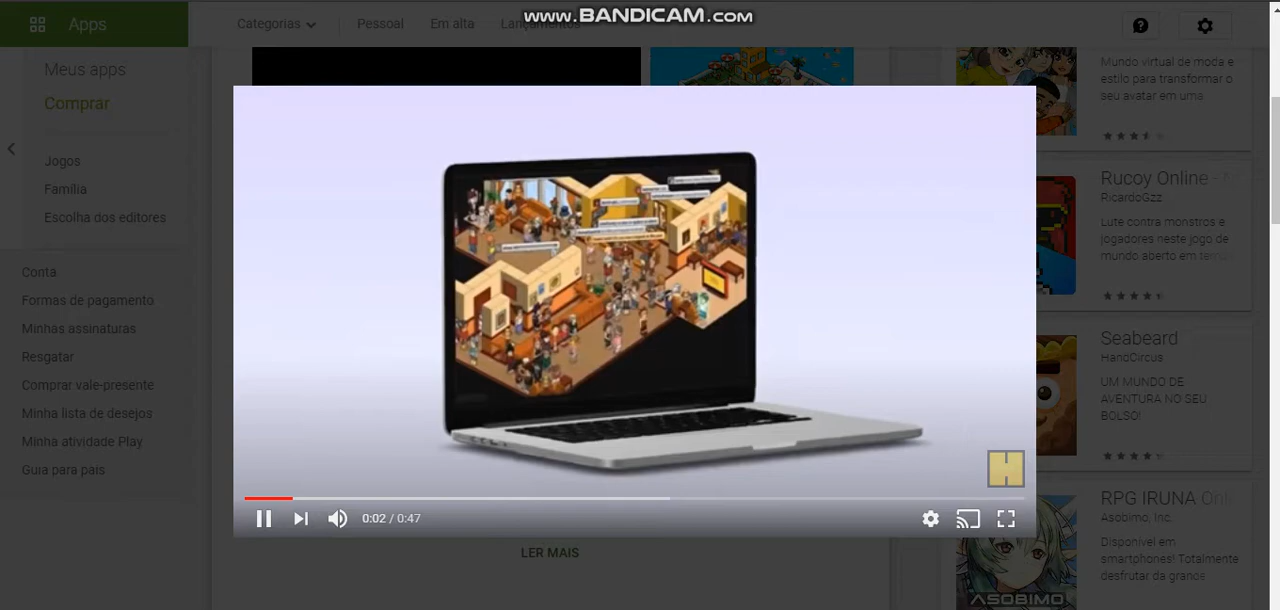 www.BANDICAM.com
Apps
Categorias
Pessoal
Em alta
Lançamentos
Meus apps
Comprar
Jogos
Família
Escolha dos editores
Conta
Formas de pagamento
Minhas assinaturas
Resgatar
Comprar vale-presente
Minha lista de desejos
Minha atividade Play
Guia para pais
0:02 / 0:47
LER MAIS
Mundo virtual de moda e
estilo para transformar o
seu avatar em uma
Rucoy Online -
RicardoGzz
Lute contra monstros e
jogadores neste jogo de
mundo aberto em
Seabeard
HandCircus
UM MUNDO DE
AVENTURA NO SEU
BOLSO!
RPG IRUNA
Asobimo, Inc.
Disponível em
smartphones! Totalmente
desfrutar da grande
ASOBIMO